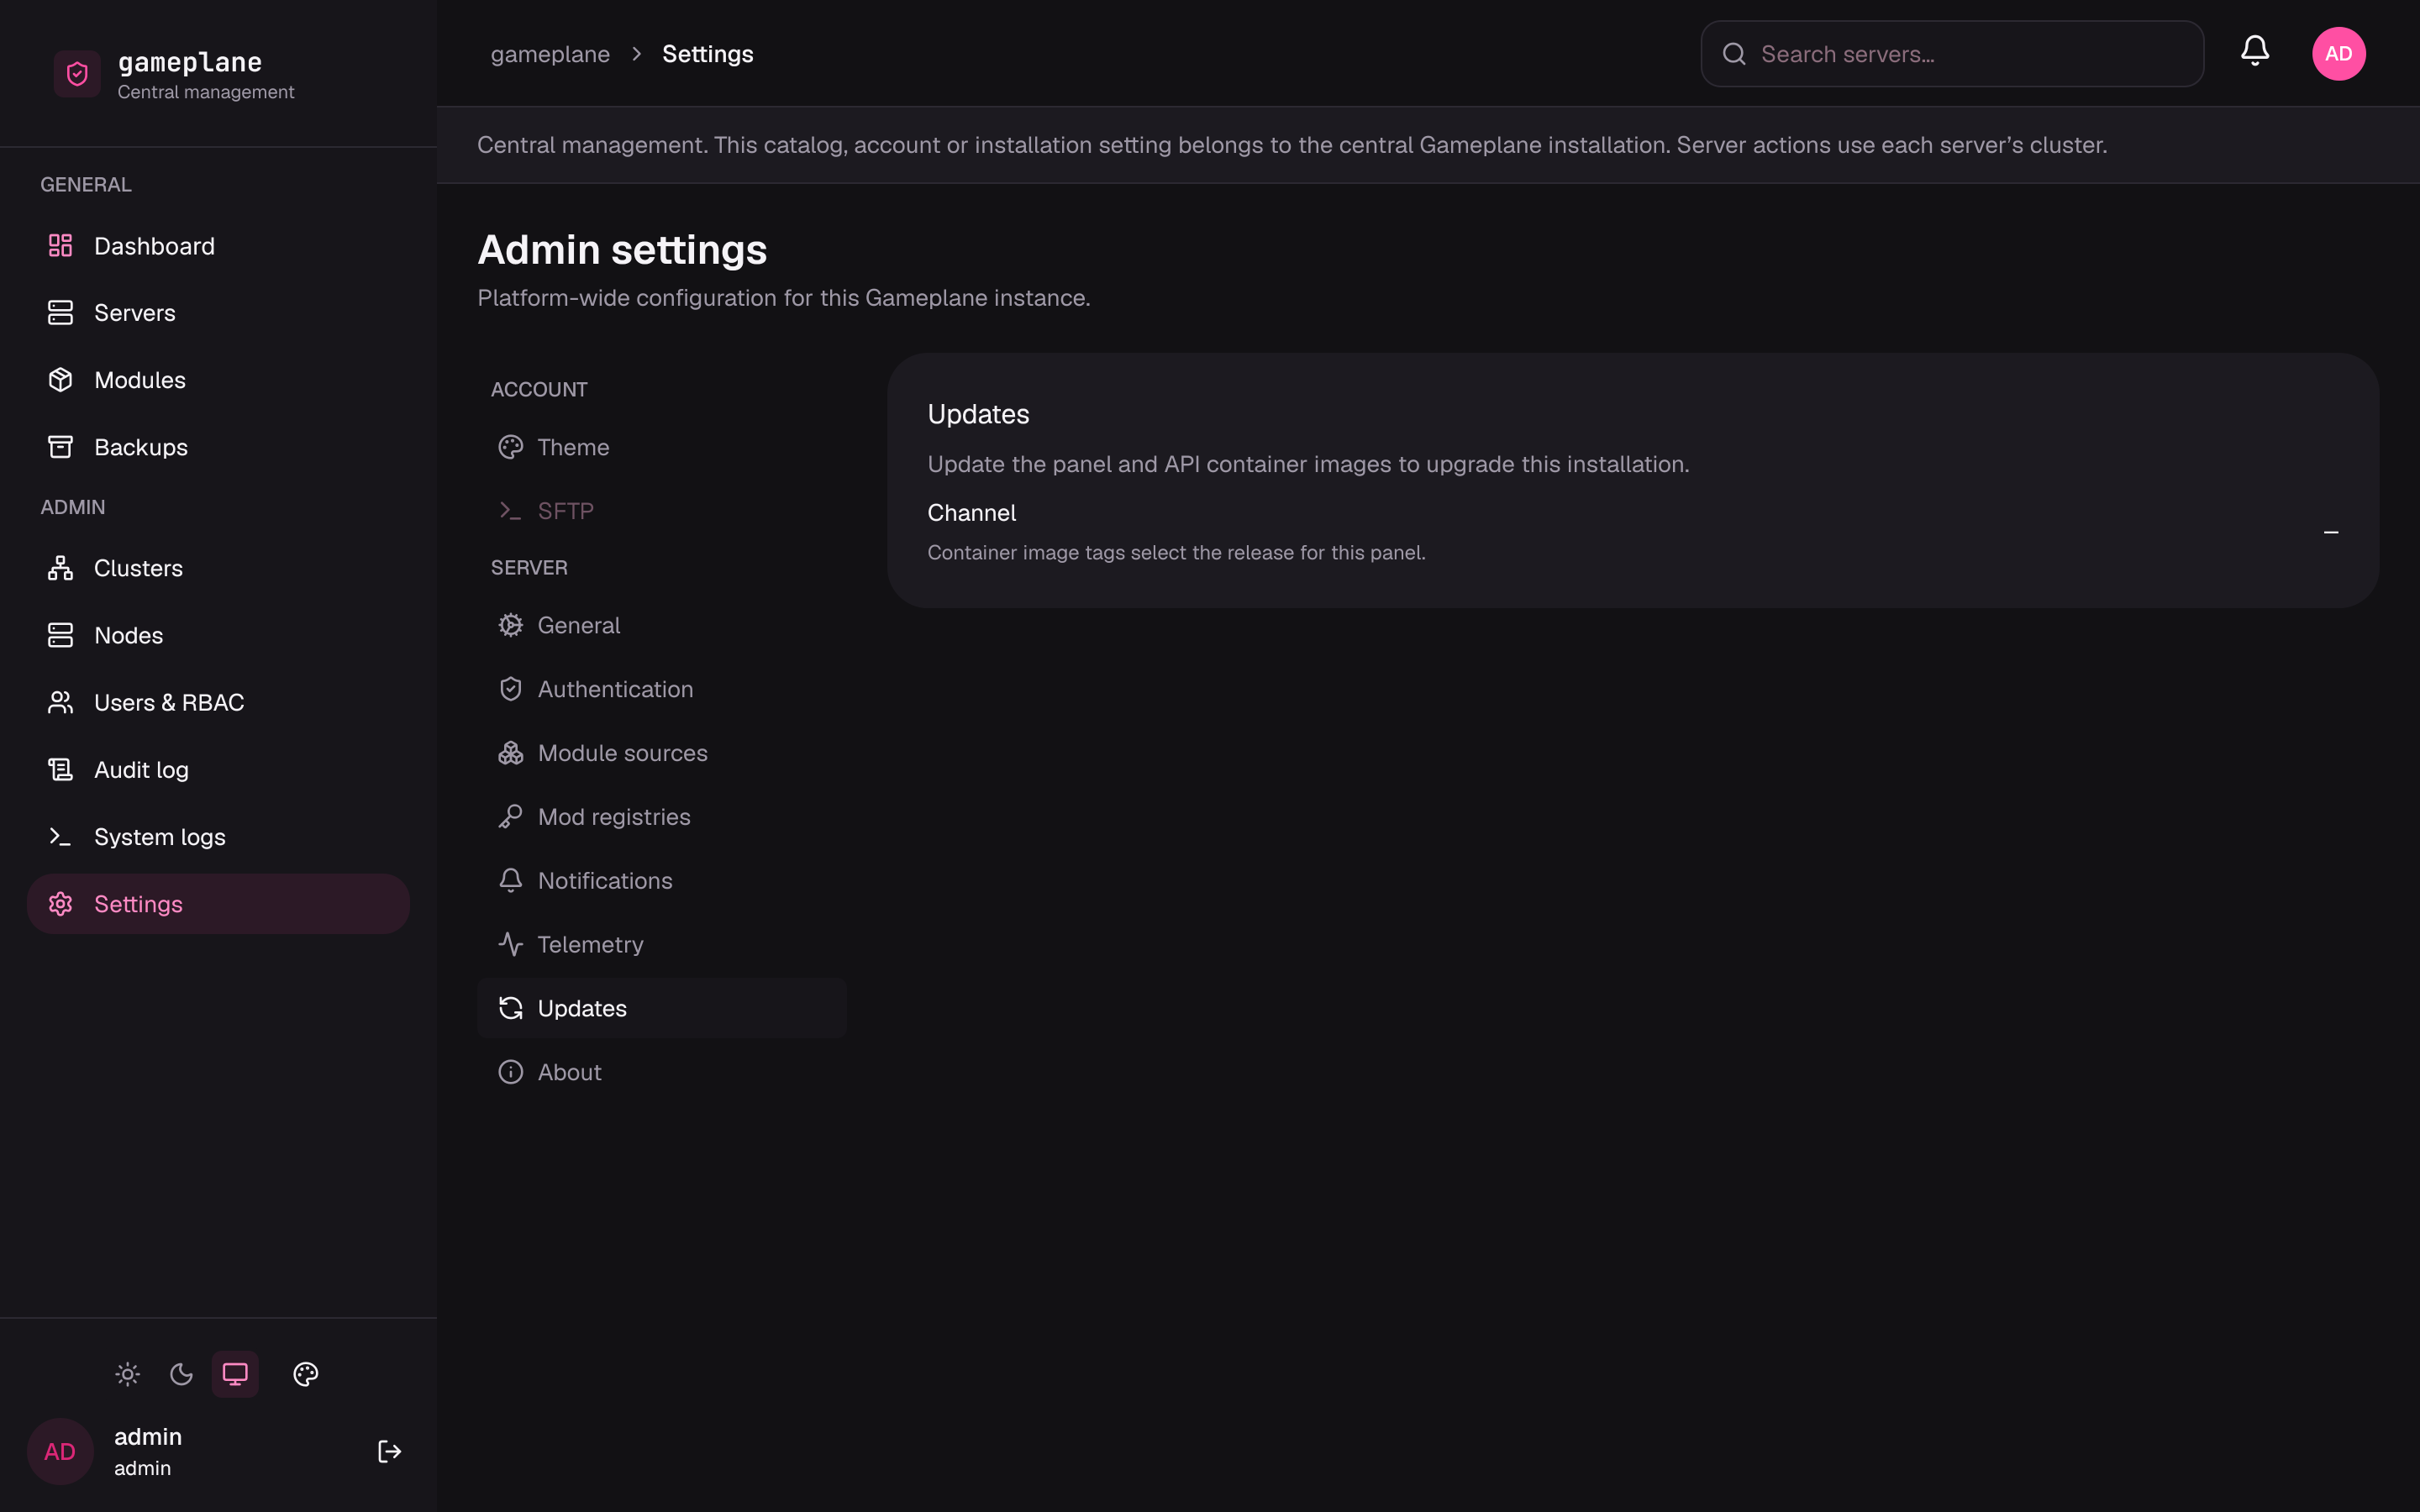 gameplane
Central management
GENERAL
Dashboard
Servers
Modules
Backups
ADMIN
Clusters
Nodes
Users & RBAC
Audit log
System logs
Settings
AD
admin
admin
gameplane > Settings
Search servers...
AD
Central management. This catalog, account or installation setting belongs to the central Gameplane installation. Server actions use each server’s cluster.
Admin settings
Platform-wide configuration for this Gameplane instance.
ACCOUNT
Theme
SFTP
SERVER
General
Authentication
Module sources
Mod registries
Notifications
Telemetry
Updates
About
Updates
Update the panel and API container images to upgrade this installation.
Channel
Container image tags select the release for this panel.
—